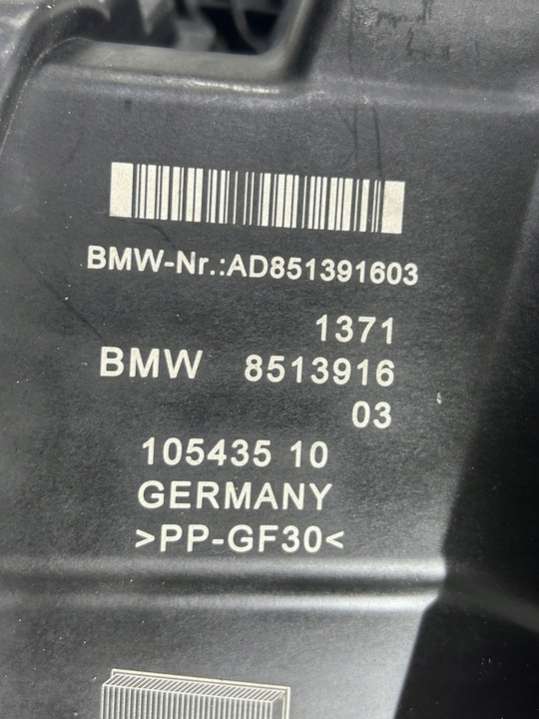 BMW-Nr.:AD851391603
1371
BMW 8513916
03
105435 10
GERMANY
>PP-GF30<